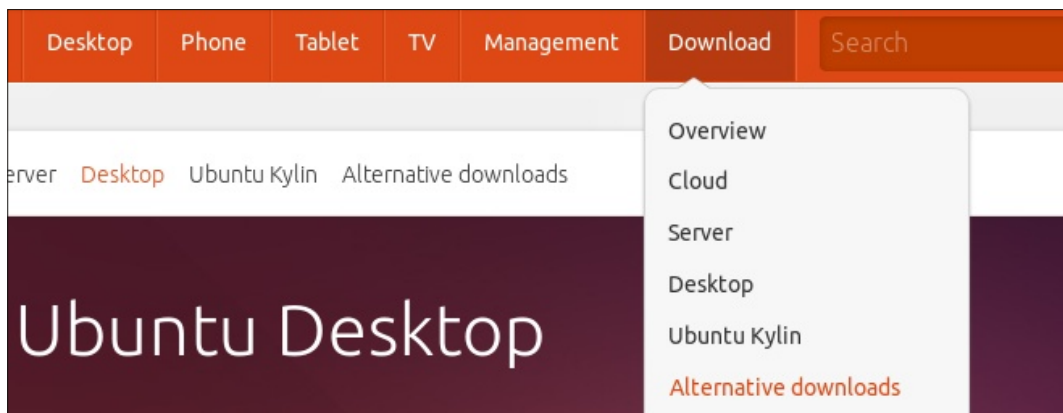 Desktop Phone Tablet TV Management Download Search
Overview
erver Desktop Ubuntu Kylin Alternative downloads
Cloud
Server
Desktop
Ubuntu Desktop
Ubuntu Kylin
Alternative downloads